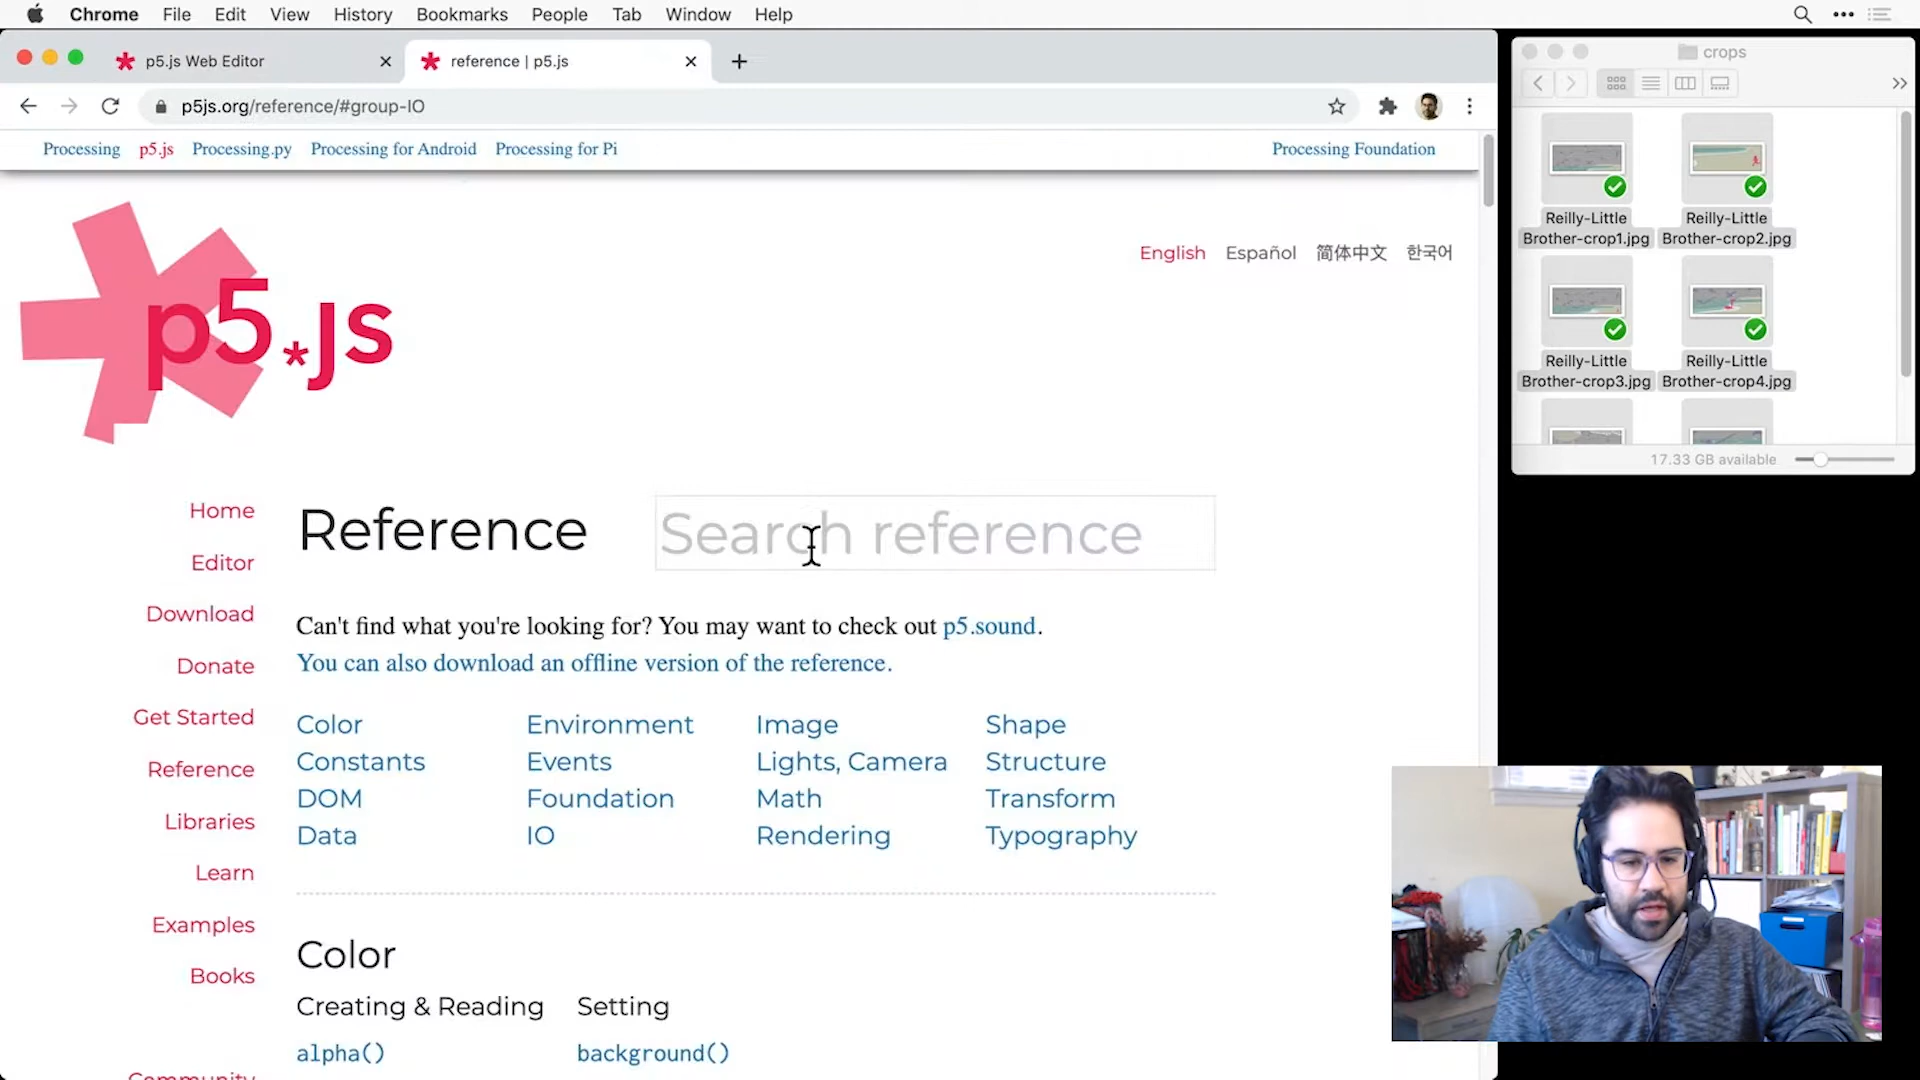 Chrome File Edit View History Bookmarks People Tab Window Help
p5.js Web Editor
reference | p5.js
p5js.org/reference/#group-IO
Processing p5.js Processing.py Processing for Android Processing for Pi Processing Foundation
p5.js
English Español 简体中文 한국어
Home
Editor
Download
Donate
Get Started
Reference
Libraries
Learn
Examples
Books
Community
Reference
Search reference
Can't find what you're looking for? You may want to check out p5.sound.
You can also download an offline version of the reference.
Color Environment Image Shape
Constants Events Lights, Camera Structure
DOM Foundation Math Transform
Data IO Rendering Typography
Color
Creating & Reading Setting
alpha() background()
crops
Reilly-Little Reilly-Little
Brother-crop1.jpg Brother-crop2.jpg
Reilly-Little Reilly-Little
Brother-crop3.jpg Brother-crop4.jpg
17.33 GB available